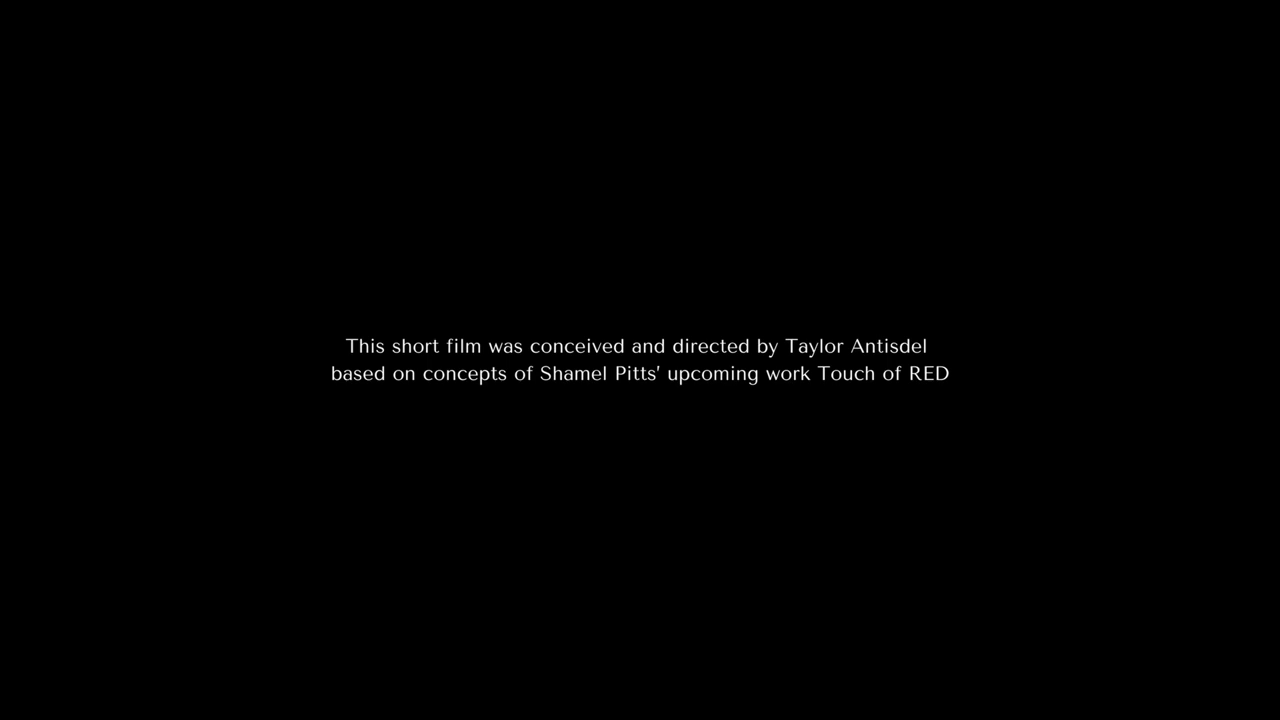 This short film was conceived and directed by Taylor Antisdel
based on concepts of Shamel Pitts' upcoming work Touch of RED